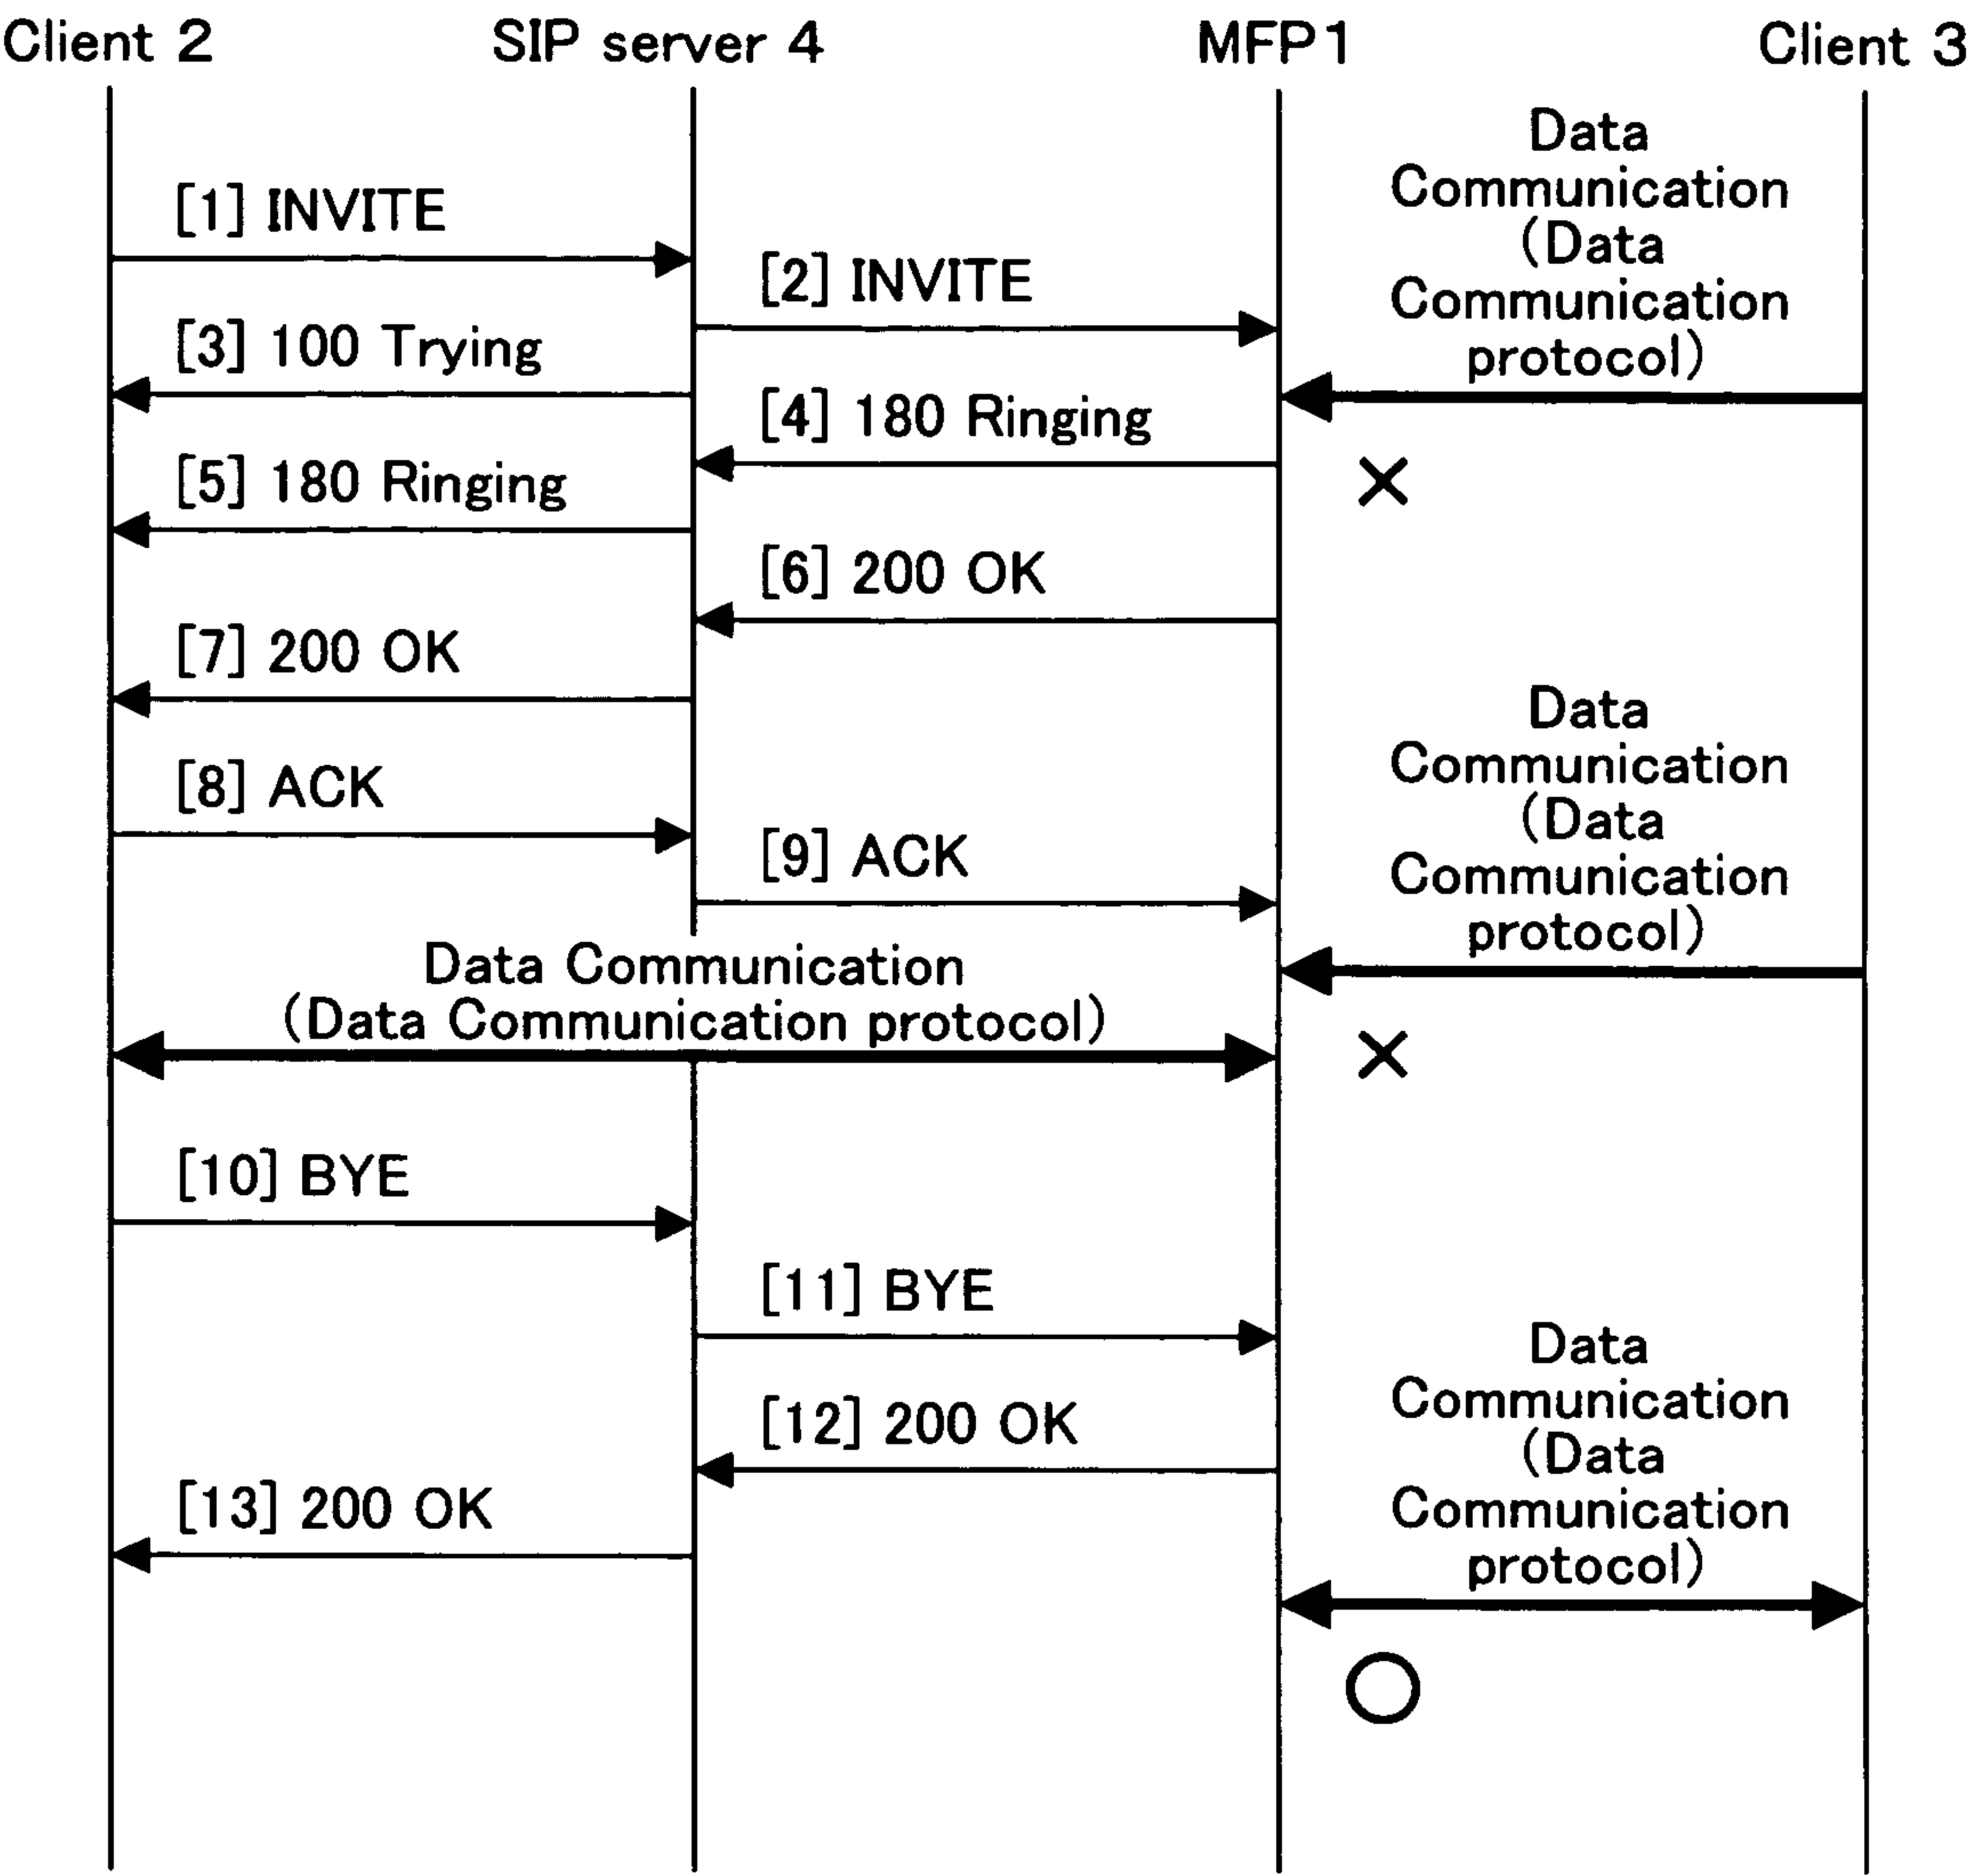 Client 2
SIP server 4
MFP1
Client 3
Data
Communication
(Data
Communication
protocol)
[1] INVITE
[2] INVITE
[3] 100 Trying
[4] 180 Ringing
[5] 180 Ringing
×
[6] 200 OK
[7] 200 OK
Data
Communication
(Data
Communication
protocol)
[8] ACK
[9] ACK
Data Communication
(Data Communication protocol)
×
[10] BYE
[11] BYE
Data
Communication
(Data
Communication
protocol)
[12] 200 OK
[13] 200 OK